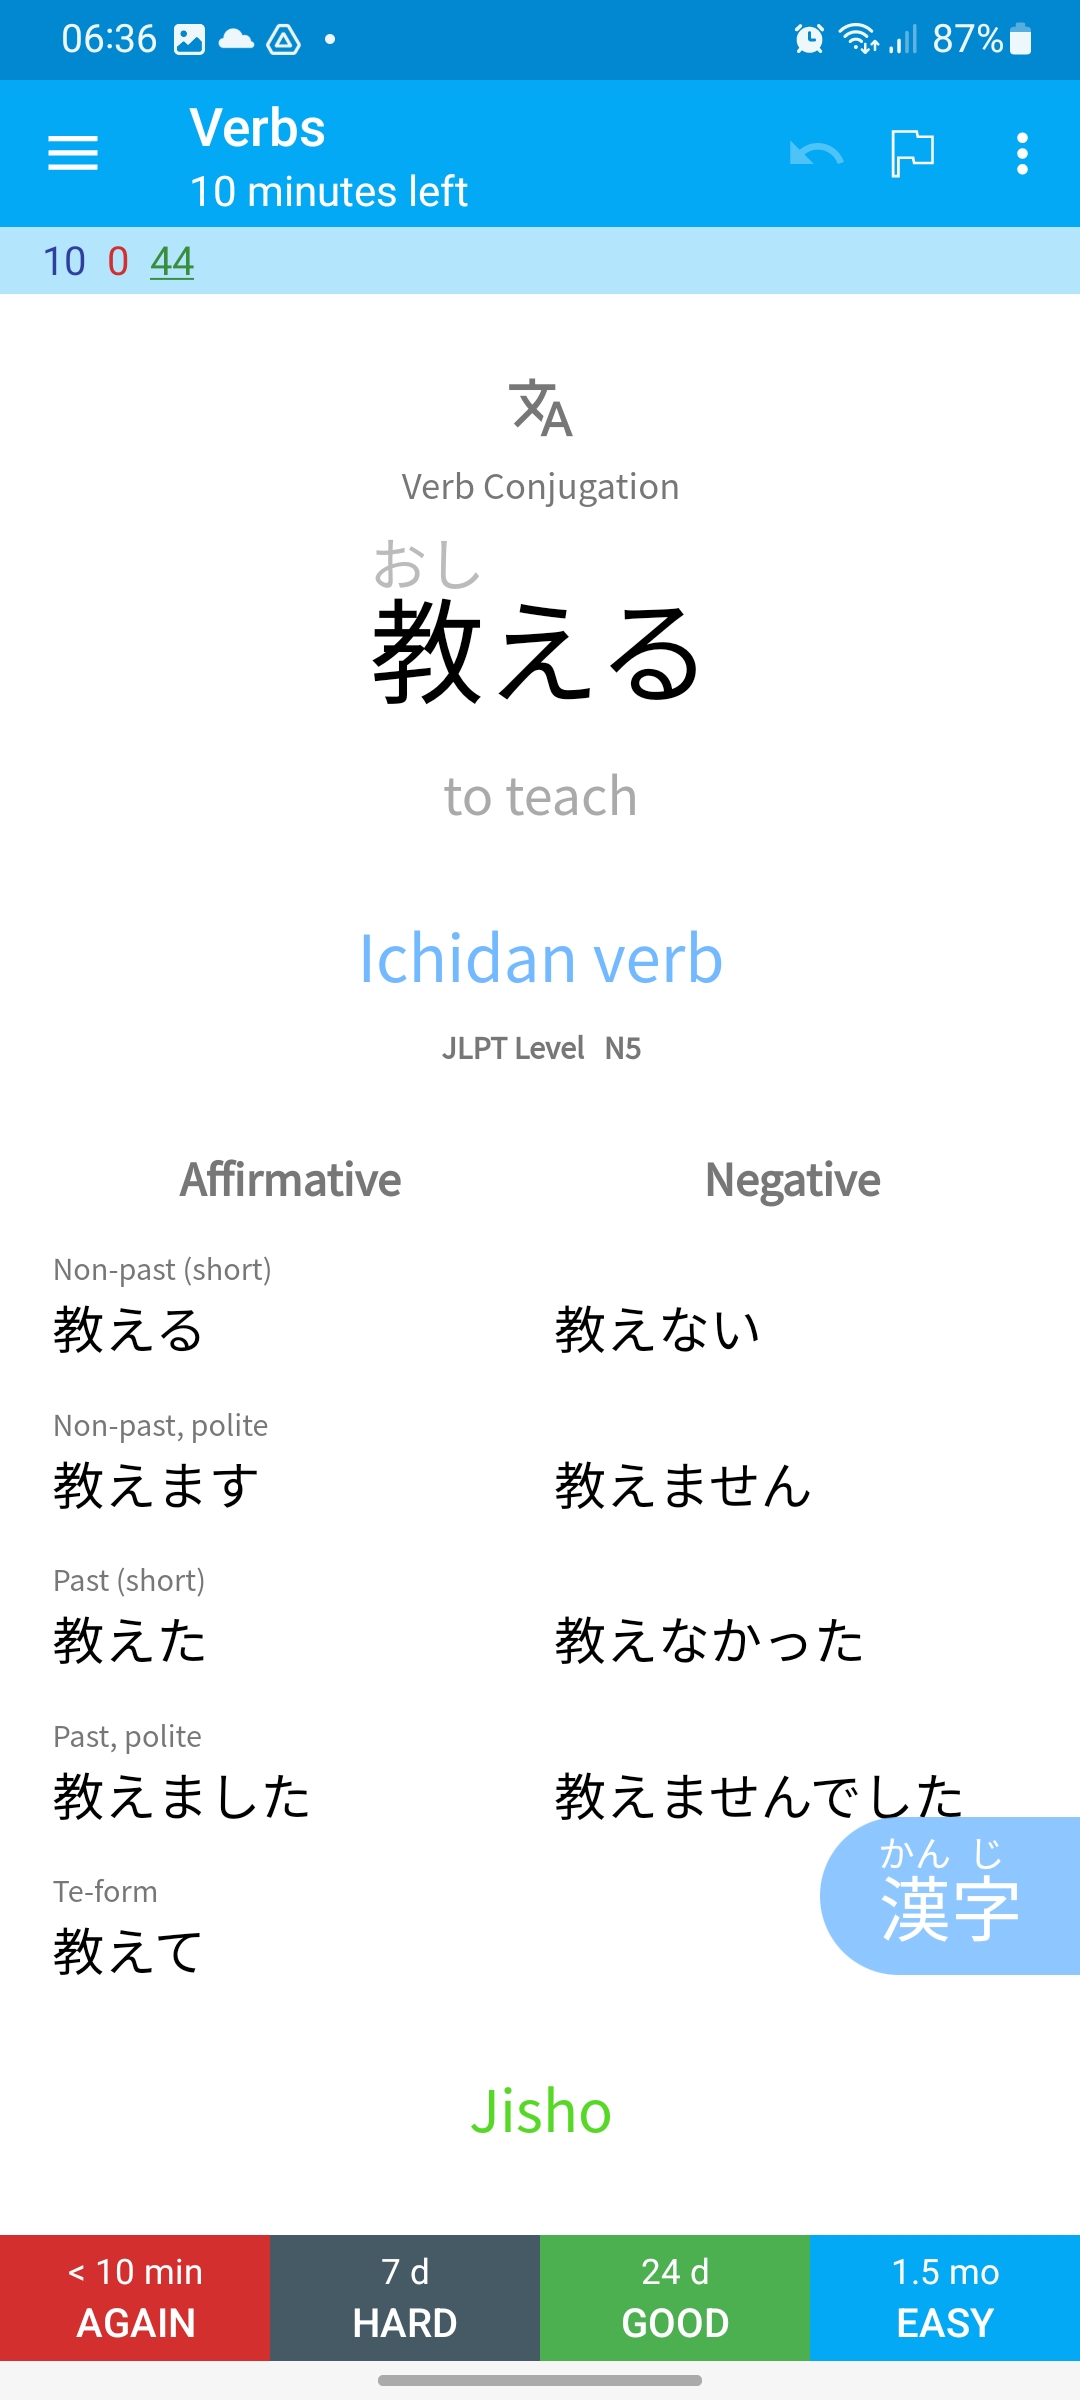 06:36 87%
Verbs
10 minutes left
10 0 44
文A
Verb Conjugation
おし
教える
to teach
Ichidan verb
JLPT Level N5
Affirmative Negative
Non-past (short)
教える 教えない
Non-past, polite
教えます 教えません
Past (short)
教えた 教えなかった
Past, polite
教えました 教えませんでした
かん じ
漢字
Te-form
教えて
Jisho
< 10 min 7 d 24 d 1.5 mo
AGAIN HARD GOOD EASY